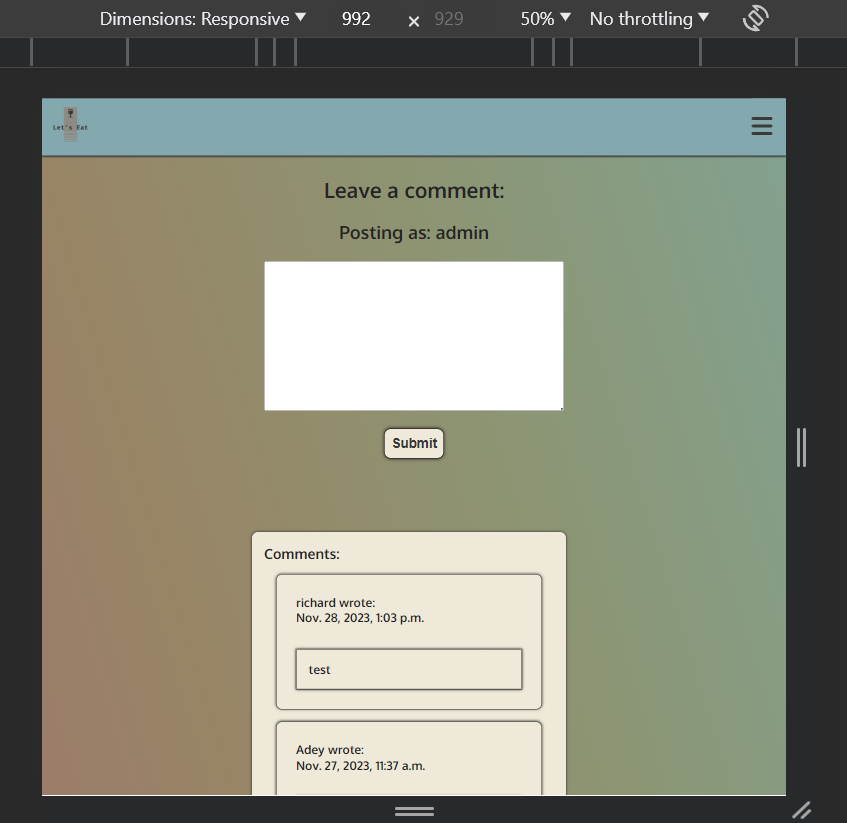 Dimensions: Responsive 992 × 929 50% No throttling
Let's Eat
Leave a comment:
Posting as: admin
Submit
Comments:
richard wrote:
Nov. 28, 2023, 1:03 p.m.
test
Adey wrote:
Nov. 27, 2023, 11:37 a.m.